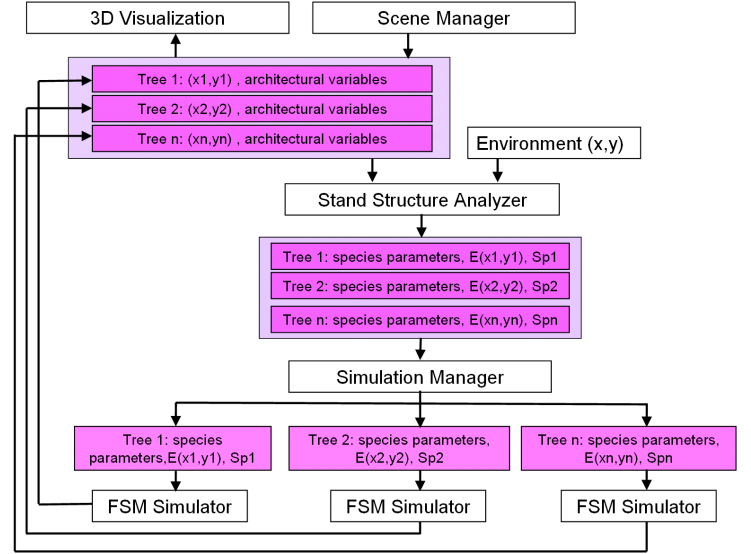 3D Visualization
Scene Manager
Tree 1: (x1,y1) , architectural variables
Tree 2: (x2,y2) , architectural variables
Tree n: (xn,yn) , architectural variables
Environment (x,y)
Stand Structure Analyzer
Tree 1: species parameters, E(x1,y1), Sp1
Tree 2: species parameters, E(x2,y2), Sp2
Tree n: species parameters, E(xn,yn), Spn
Simulation Manager
Tree 1: species
parameters,E(x1,y1), Sp1
Tree 2: species parameters,
E(x2,y2), Sp2
Tree n: species parameters,
E(xn,yn), Spn
FSM Simulator
FSM Simulator
FSM Simulator